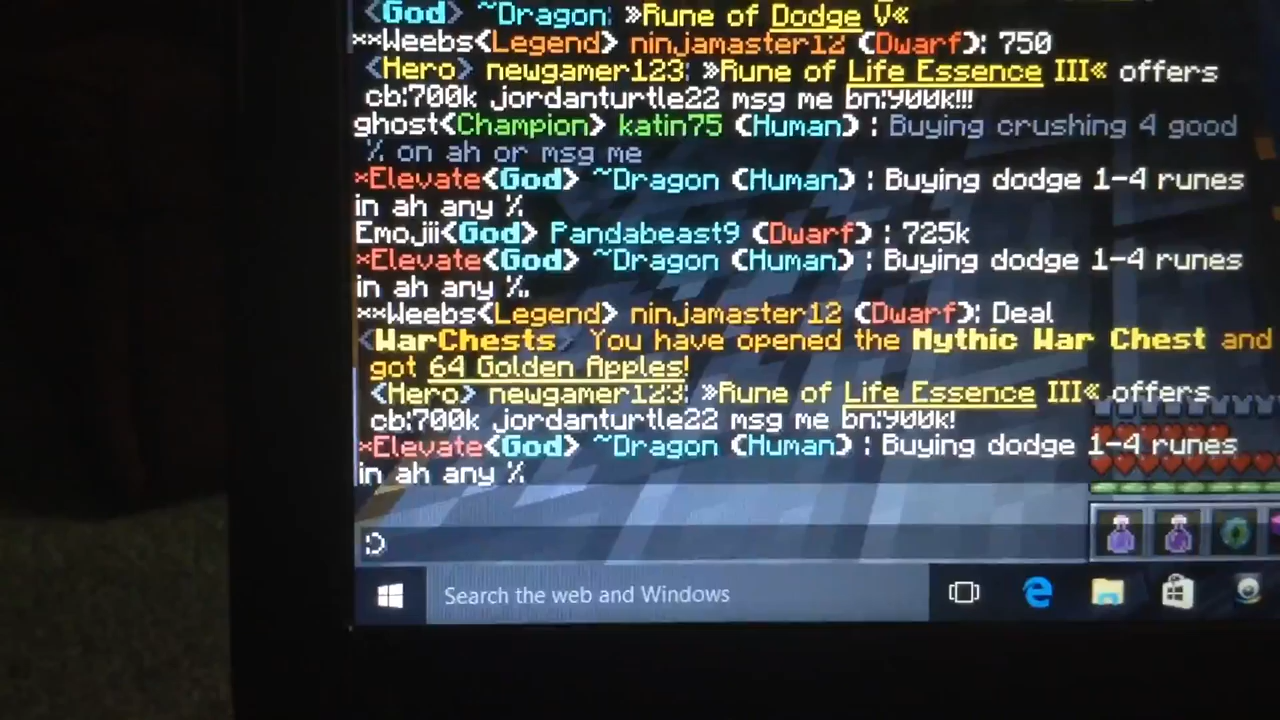 <God> ~Dragon: »Rune of Dodge V«
**Weebs<Legend> ninjamaster12 (Dwarf): 750
<Hero> newgamer123: »Rune of Life Essence III« offers
cb:700k jordanturtle22 msg me bn:900k!!!
ghost<Champion> katin75 (Human) : Buying crushing 4 good
% on ah or msg me
*Elevate<God> ~Dragon (Human) : Buying dodge 1-4 runes
in ah any %
Emojii<God> Pandabeast9 (Dwarf) : 725k
*Elevate<God> ~Dragon (Human) : Buying dodge 1-4 runes
in ah any %.
**Weebs<Legend> ninjamaster12 (Dwarf): Deal
<WarChests> You have opened the Mythic War Chest and
got 64 Golden Apples!
<Hero> newgamer123: »Rune of Life Essence III« offers
cb:700k jordanturtle22 msg me bn:900k!
*Elevate<God> ~Dragon (Human) : Buying dodge 1-4 runes
in ah any %
:)
Search the web and Windows